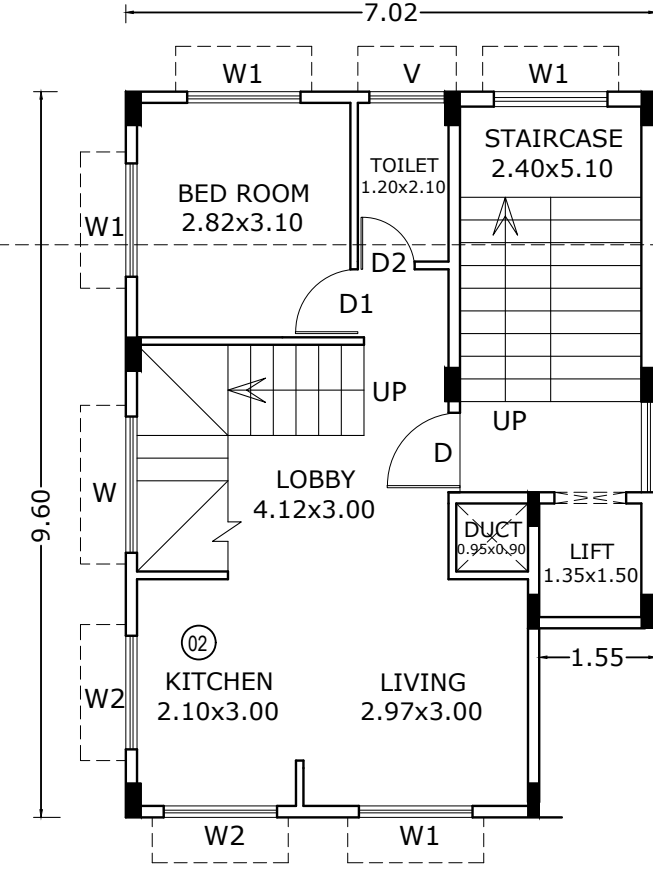 7.02
W1
V
W1
STAIRCASE
2.40x5.10
TOILET
1.20x2.10
BED ROOM
2.82x3.10
W1
D2
D1
UP
UP
D
LOBBY
4.12x3.00
W
9.60
DUCT
0.95x0.90
LIFT
1.35x1.50
02
KITCHEN
2.10x3.00
LIVING
2.97x3.00
1.55
W2
W2
W1